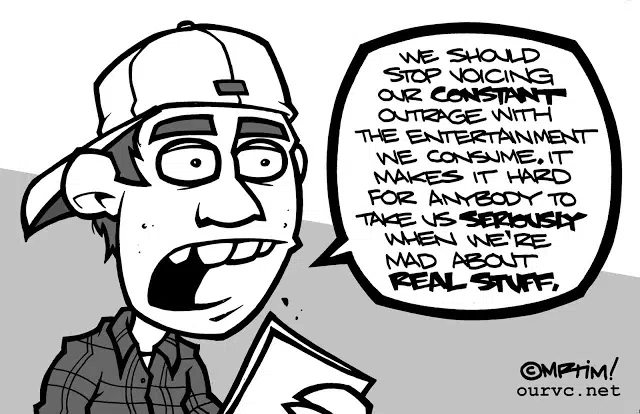 WE SHOULD
STOP VOICING
OUR CONSTANT
OUTRAGE WITH
THE ENTERTAINMENT
WE CONSUME. IT
MAKES IT HARD
FOR ANYBODY TO
TAKE US SERIOUSLY
WHEN WE'RE
MAD ABOUT
REAL STUFF.
©MRTIM!
ourvc.net